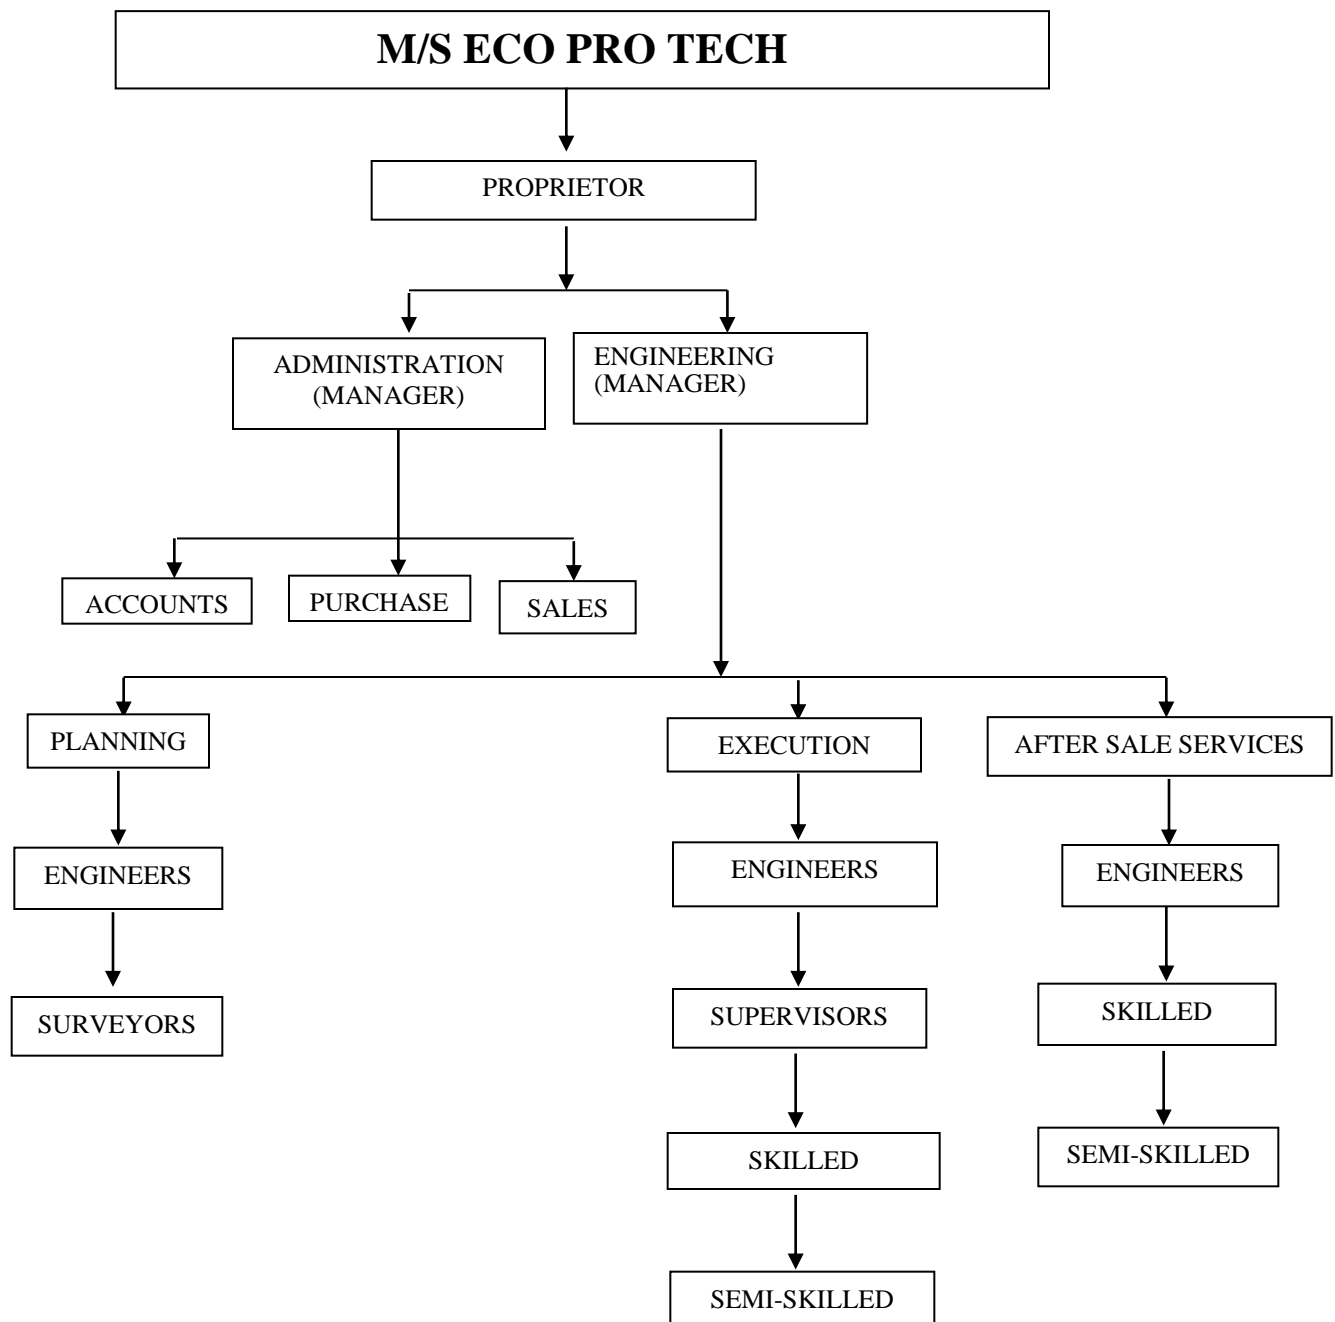 M/S ECO PRO TECH
PROPRIETOR
ADMINISTRATION
(MANAGER)
ENGINEERING
(MANAGER)
ACCOUNTS
PURCHASE
SALES
PLANNING
EXECUTION
AFTER SALE SERVICES
ENGINEERS
ENGINEERS
ENGINEERS
SURVEYORS
SUPERVISORS
SKILLED
SKILLED
SEMI-SKILLED
SEMI-SKILLED